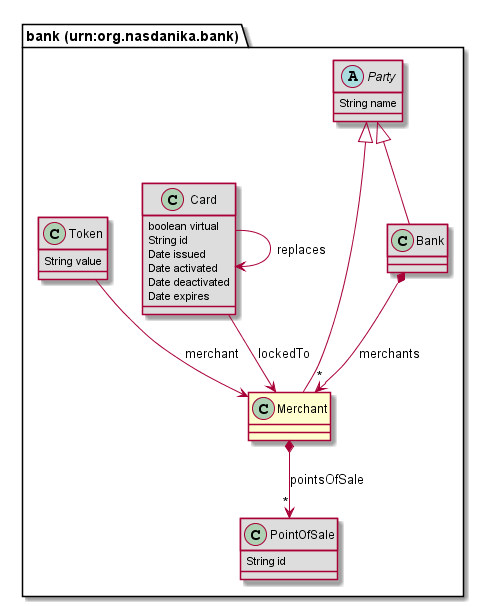 bank (urn:org.nasdanika.bank)
A Party
String name
C Card
boolean virtual
String id
Date issued
Date activated
Date deactivated
Date expires
replaces
C Token
String value
C Bank
merchant
lockedTo
merchants
*
C Merchant
pointsOfSale
*
C PointOfSale
String id